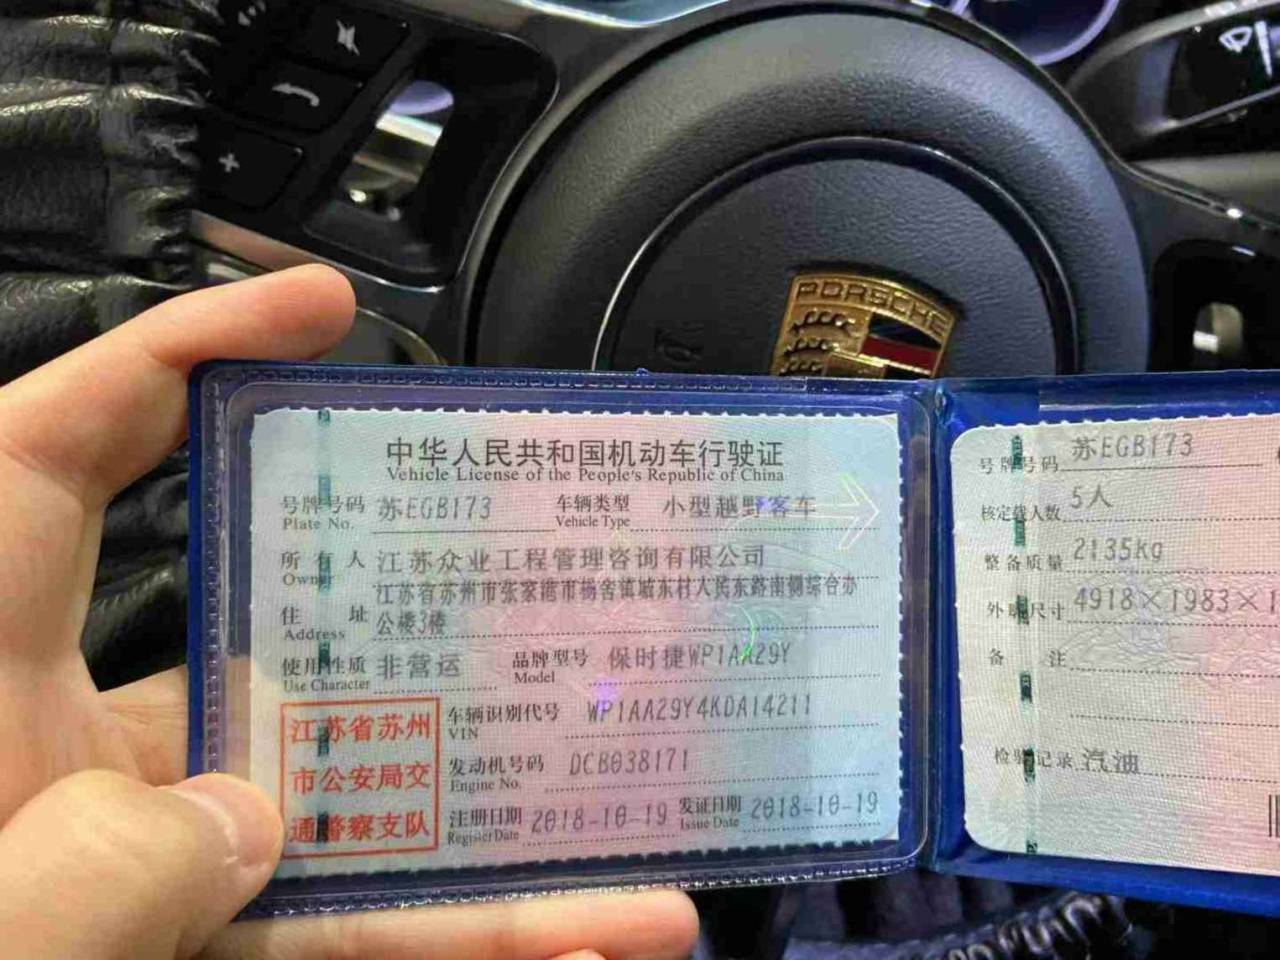 PORSCHE
中华人民共和国机动车行驶证
Vehicle License of the People's Republic of China
号牌号码 苏EGB173 车辆类型 小型越野客车
Plate No. Vehicle Type
所有人 江苏众业工程管理咨询有限公司
Owner
江苏省苏州市张家港市杨舍镇城东村人民东路南侧综合办
住址 公楼3楼
Address
使用性质 非营运 品牌型号 保时捷WP1AA29Y
Use Character Model
江苏省苏州
市公安局交
通警察支队
车辆识别代号 WP1AA29Y4KDA14211
VIN
发动机号码 DCB038171
Engine No.
注册日期 2018-10-19 发证日期 2018-10-19
Register Date Issue Date
号牌号码 苏EGB173
核定载人数 5人
整备质量 2135kg
外廓尺寸 4918×1983×1
备注
检验记录 汽油